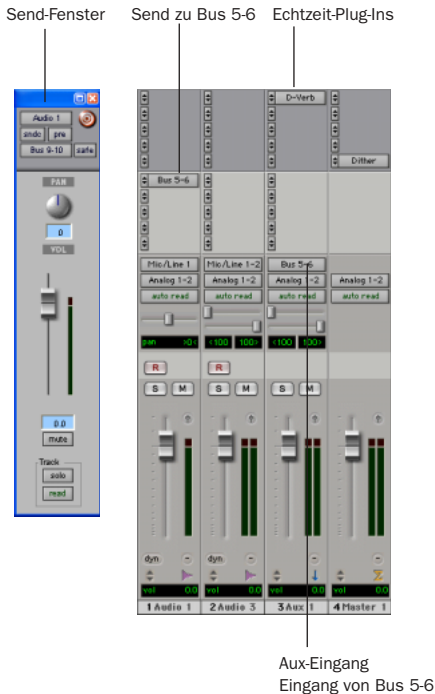 Send-Fenster Send zu Bus 5-6 Echtzeit-Plug-Ins
Audio 1
sndc pre
Bus 9-10 safe
PAN
0
VOL
0.0
mute
Track
solo
read
D-Verb
Dither
Bus 5-6
Mic/Line 1 Mic/Line 1-2 Bus 5-6
Analog 1-2 Analog 1-2 Analog 1-2 Analog 1-2
auto read auto read auto read auto read
pan >0< <100 100> <100 100>
R R
S M S M S M
dyn dyn
vol 0.0 vol 0.0 vol 0.0 vol 0.0
1 Audio 1 2 Audio 3 3 Aux 1 4 Master 1
Aux-Eingang
Eingang von Bus 5-6